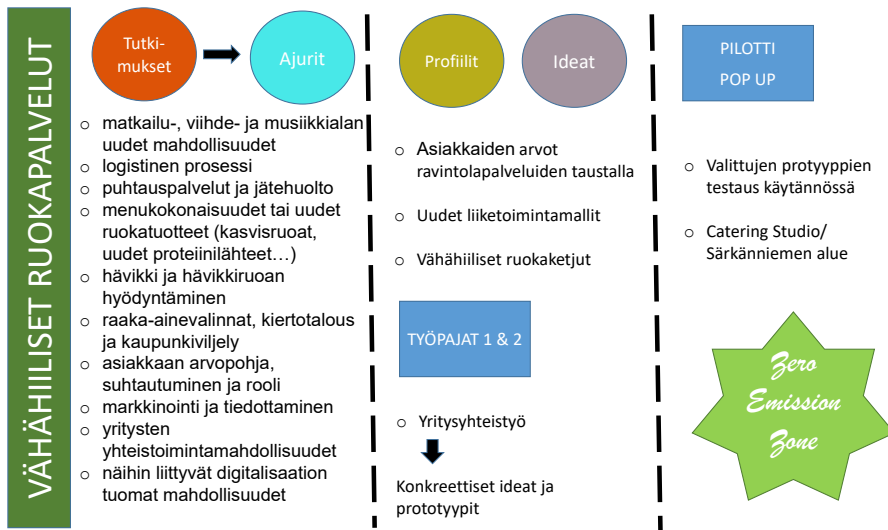 VÄHÄHIILISET RUOKAPALVELUT
Tutki-
mukset
Ajurit
o matkailu-, viihde- ja musiikkialan
uudet mahdollisuudet
o logistinen prosessi
o puhtauspalvelut ja jätehuolto
o menukokonaisuudet tai uudet
ruokatuotteet (kasvisruoat,
uudet proteiinilähteet…)
o hävikki ja hävikkiruoan
hyödyntäminen
o raaka-ainevalinnat, kiertotalous
ja kaupunkiviljely
o asiakkaan arvopohja,
suhtautuminen ja rooli
o markkinointi ja tiedottaminen
o yritysten
yhteistoimintamahdollisuudet
o näihin liittyvät digitalisaation
tuomat mahdollisuudet
Profiilit
Ideat
o Asiakkaiden arvot
ravintolapalveluiden taustalla
o Uudet liiketoimintamallit
o Vähähiiliset ruokaketjut
TYÖPAJAT 1 & 2
o Yritysyhteistyö
Konkreettiset ideat ja
prototyypit
PILOTTI
POP UP
o Valittujen protyyppien
testaus käytännössä
o Catering Studio/
Särkänniemen alue
Zero
Emission
Zone